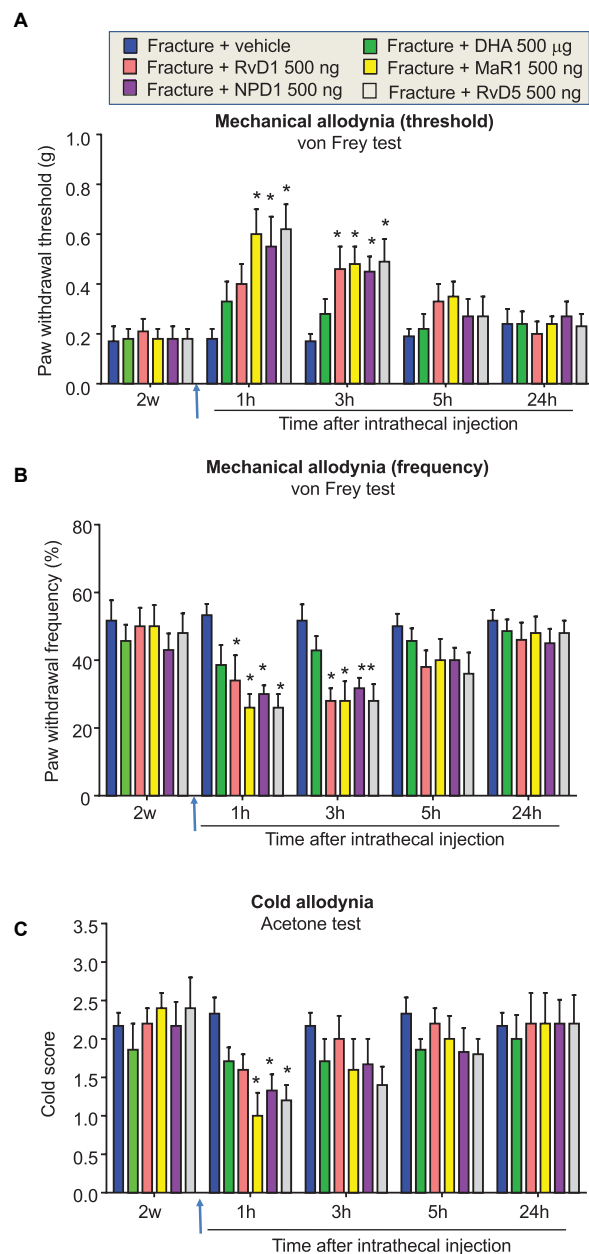 A
Fracture + vehicle
Fracture + DHA 500 μg
Fracture + RvD1 500 ng
Fracture + MaR1 500 ng
Fracture + NPD1 500 ng
Fracture + RvD5 500 ng
Mechanical allodynia (threshold)
von Frey test
Paw withdrawal threshold (g)
1.0
0.8
0.6
0.4
0.2
0.0
* * *
* * * *
2w 1h 3h 5h 24h
Time after intrathecal injection
B
Mechanical allodynia (frequency)
von Frey test
Paw withdrawal frequency (%)
80
60
40
20
0
* * * *
* * **
2w 1h 3h 5h 24h
Time after intrathecal injection
C
Cold allodynia
Acetone test
Cold score
3.5
3.0
2.5
2.0
1.5
1.0
0.5
0.0
* * *
2w 1h 3h 5h 24h
Time after intrathecal injection